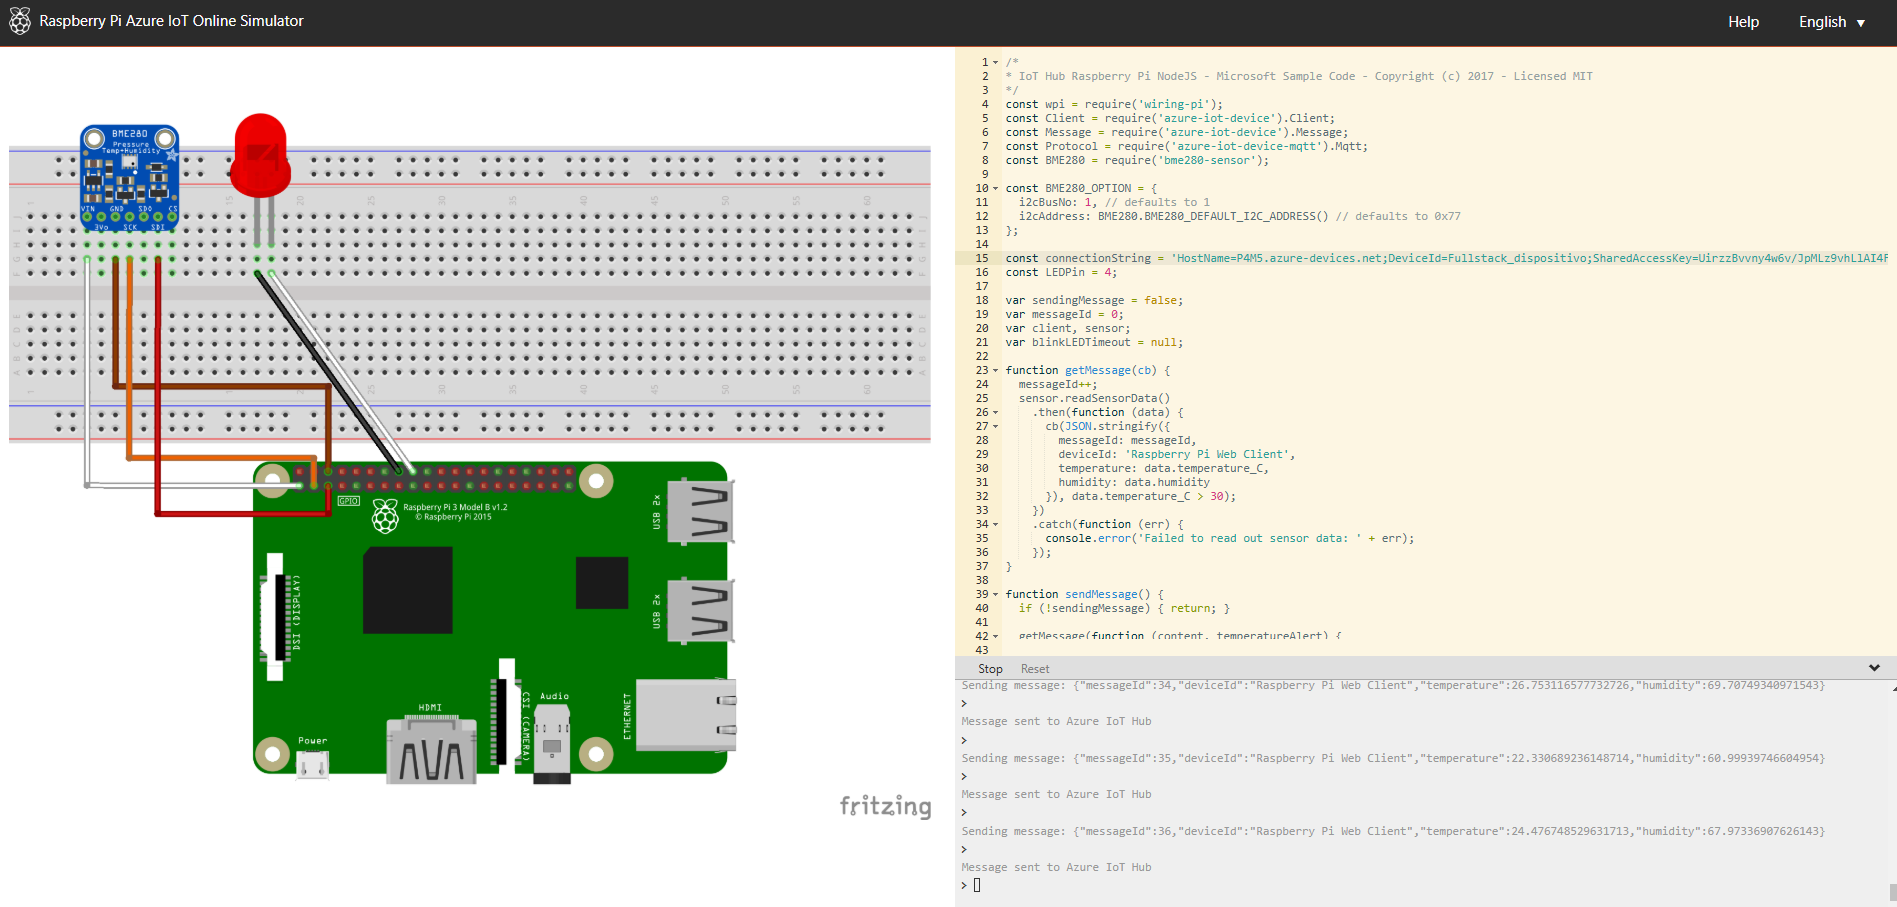 Raspberry Pi Azure IoT Online Simulator
Help
English
BME280
Pressure
Temp+Humidity
VIN GND SDO CS
3Vo SCK SDI
GPIO
Raspberry Pi 3 Model B v1.2
© Raspberry Pi 2015
USB 2x
USB 2x
DSI (DISPLAY)
CSI (CAMERA)
Audio
ETHERNET
HDMI
Power
fritzing
1 /*
2 * IoT Hub Raspberry Pi NodeJS - Microsoft Sample Code - Copyright (c) 2017 - Licensed MIT
3 */
4 const wpi = require('wiring-pi');
5 const Client = require('azure-iot-device').Client;
6 const Message = require('azure-iot-device').Message;
7 const Protocol = require('azure-iot-device-mqtt').Mqtt;
8 const BME280 = require('bme280-sensor');
9
10 const BME280_OPTION = {
11 i2cBusNo: 1, // defaults to 1
12 i2cAddress: BME280.BME280_DEFAULT_I2C_ADDRESS() // defaults to 0x77
13 };
14
15 const connectionString = 'HostName=P4M5.azure-devices.net;DeviceId=Fullstack_dispositivo;SharedAccessKey=
16 const LEDPin = 4;
17
18 var sendingMessage = false;
19 var messageId = 0;
20 var client, sensor;
21 var blinkLEDTimeout = null;
22
23 function getMessage(cb) {
24 messageId++;
25 sensor.readSensorData()
26 .then(function (data) {
27 cb(JSON.stringify({
28 messageId: messageId,
29 deviceId: 'Raspberry Pi Web Client',
30 temperature: data.temperature_C,
31 humidity: data.humidity
32 }), data.temperature_C > 30);
33 })
34 .catch(function (err) {
35 console.error('Failed to read out sensor data: ' + err);
36 });
37 }
38
39 function sendMessage() {
40 if (!sendingMessage) { return; }
41
42 getMessage(function (content, temperatureAlert) {
43
Stop Reset
Sending message: {"messageId":34,"deviceId":"Raspberry Pi Web Client","temperature":26.753116577732726,"humidity":69.70749340971543}
>
Message sent to Azure IoT Hub
>
Sending message: {"messageId":35,"deviceId":"Raspberry Pi Web Client","temperature":22.330689236148714,"humidity":60.99939746604954}
>
Message sent to Azure IoT Hub
>
Sending message: {"messageId":36,"deviceId":"Raspberry Pi Web Client","temperature":24.476748529631713,"humidity":67.97336907626143}
>
Message sent to Azure IoT Hub
>